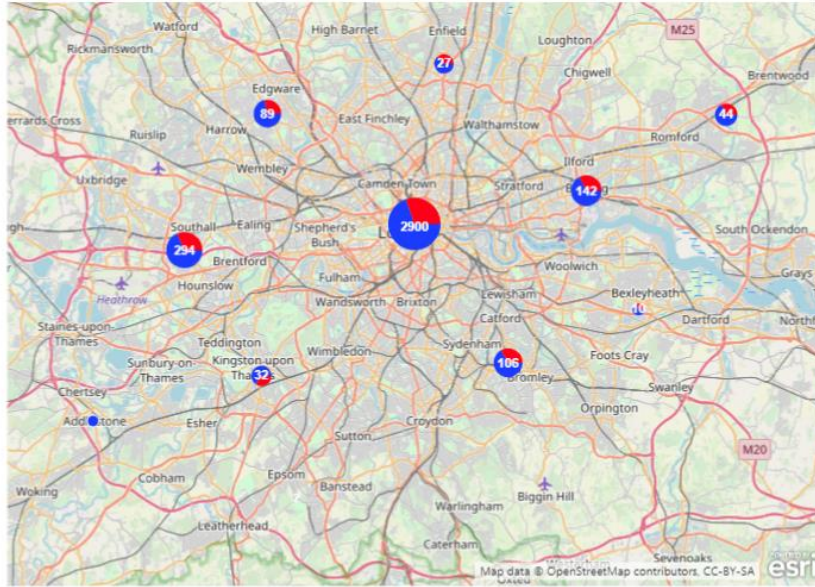 Watford
High Barnet
Enfield
Loughton
M25
Rickmansworth
27
Chigwell
Brentwood
Edgware
89
East Finchley
Walthamstow
44
Harrow
Romford
Ruislip
Ilford
Wembley
Uxbridge
Camden Town
Stratford
142
Southall
Ealing
Shepherd's
Bush
2900
South Ockendon
294
Brentford
Woolwich
Grays
Hounslow
Fulham
Heathrow
Wandsworth
Brixton
Lewisham
Bexleyheath
10
Catford
Dartford
Staines-upon-
Thames
Teddington
Wimbledon
Sydenham
Foots Cray
Sunbury-on-
Thames
Kingston upon
32
106
Bromley
Chertsey
Swanley
Esher
Croydon
Orpington
Sutton
M20
Cobham
Epsom
Banstead
Biggin Hill
Woking
Leatherhead
Warlingham
Caterham
Sevenoaks
esri
Map data © OpenStreetMap contributors, CC-BY-SA